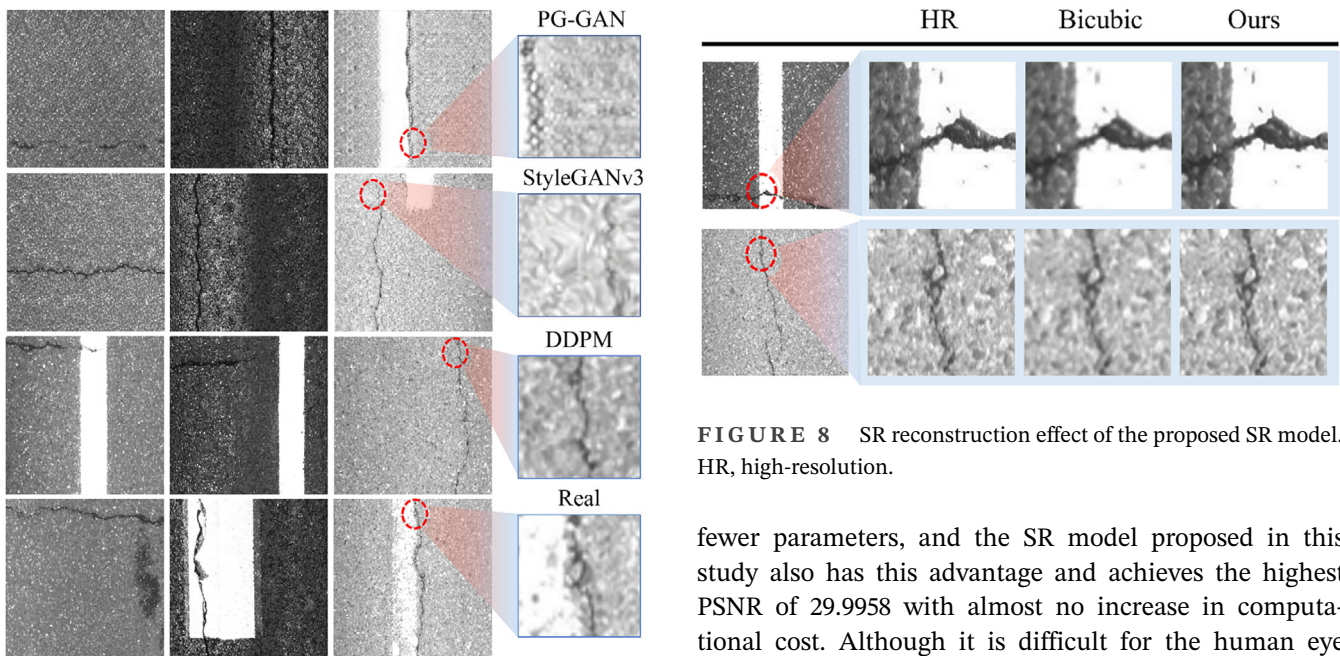 PG-GAN
StyleGANv3
DDPM
Real
HR Bicubic Ours
FIGURE 8 SR reconstruction effect of the proposed SR model.
HR, high-resolution.
fewer parameters, and the SR model proposed in this
study also has this advantage and achieves the highest
PSNR of 29.9958 with almost no increase in computa-
tional cost. Although it is difficult for the human eye